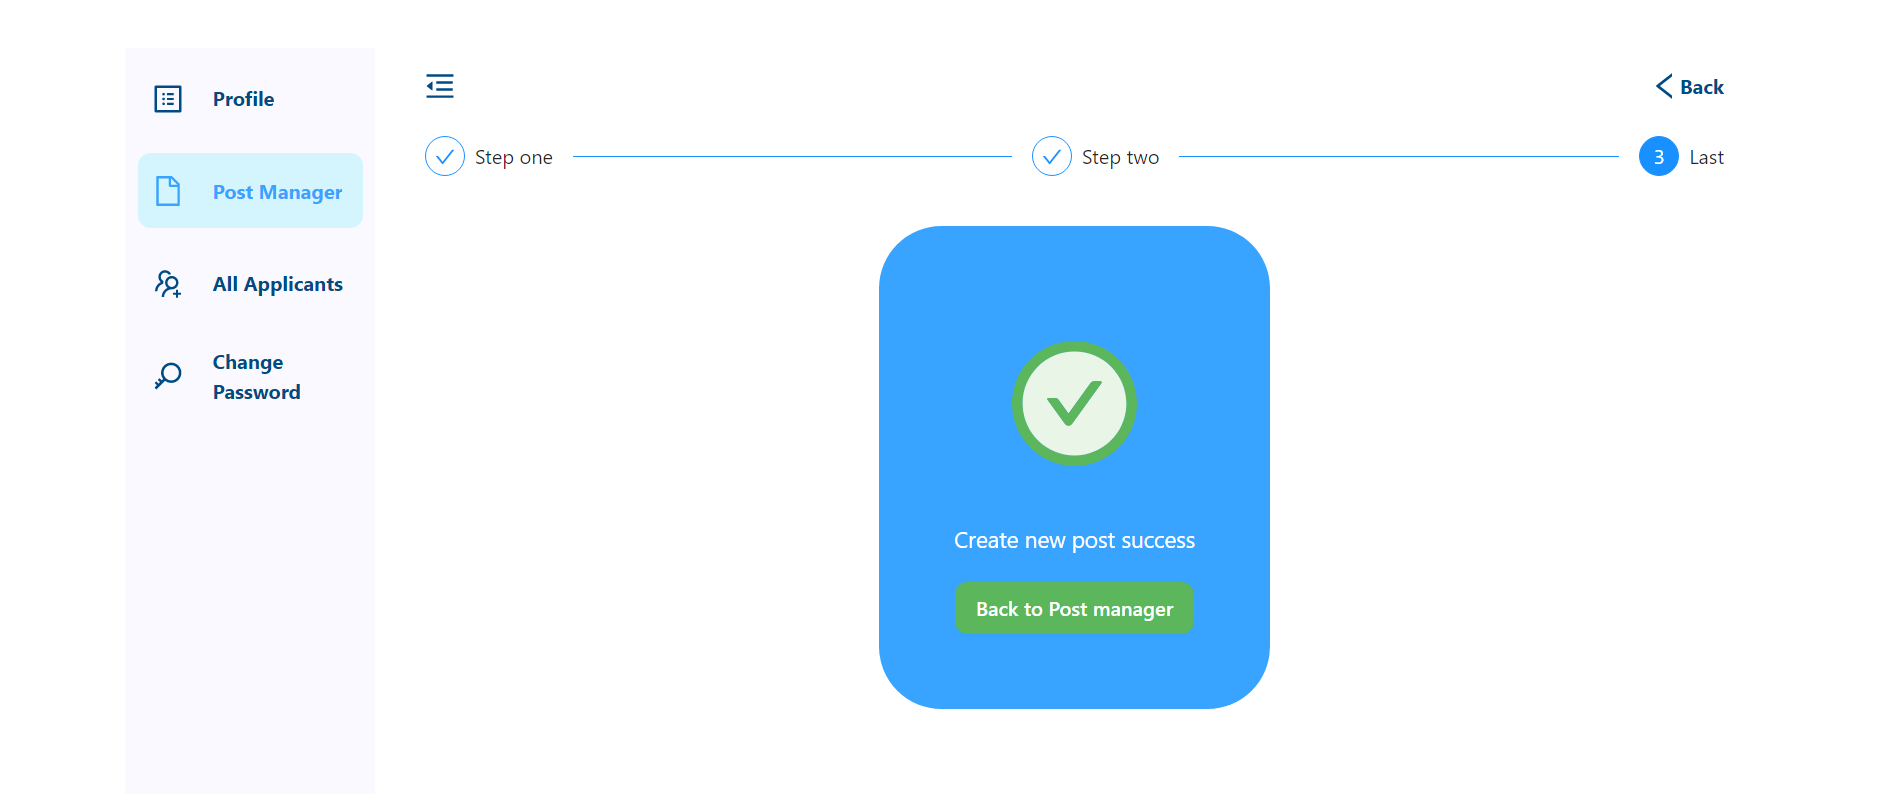 Profile
Post Manager
All Applicants
Change
Password
Back
Step one
Step two
3 Last
Create new post success
Back to Post manager